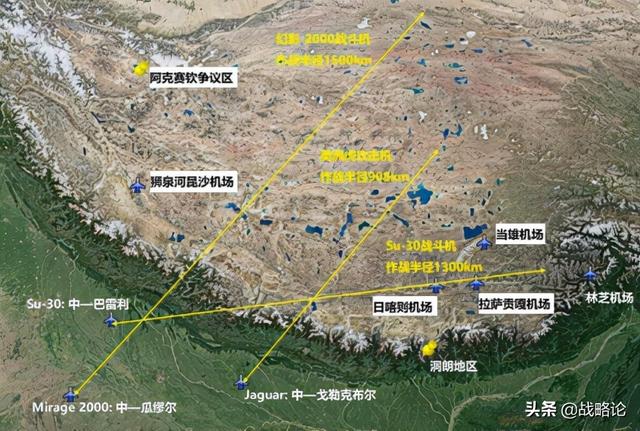 幻影-2000战斗机
作战半径1500km
阿克赛钦争议区
美洲虎攻击机
作战半径908km
狮泉河昆沙机场
当雄机场
Su-30战斗机
作战半径1300km
林芝机场
日喀则机场
拉萨贡嘎机场
Su-30: 中—巴雷利
洞朗地区
Jaguar: 中—戈勒克布尔
Mirage 2000: 中—瓜缪尔
头条 @战略论